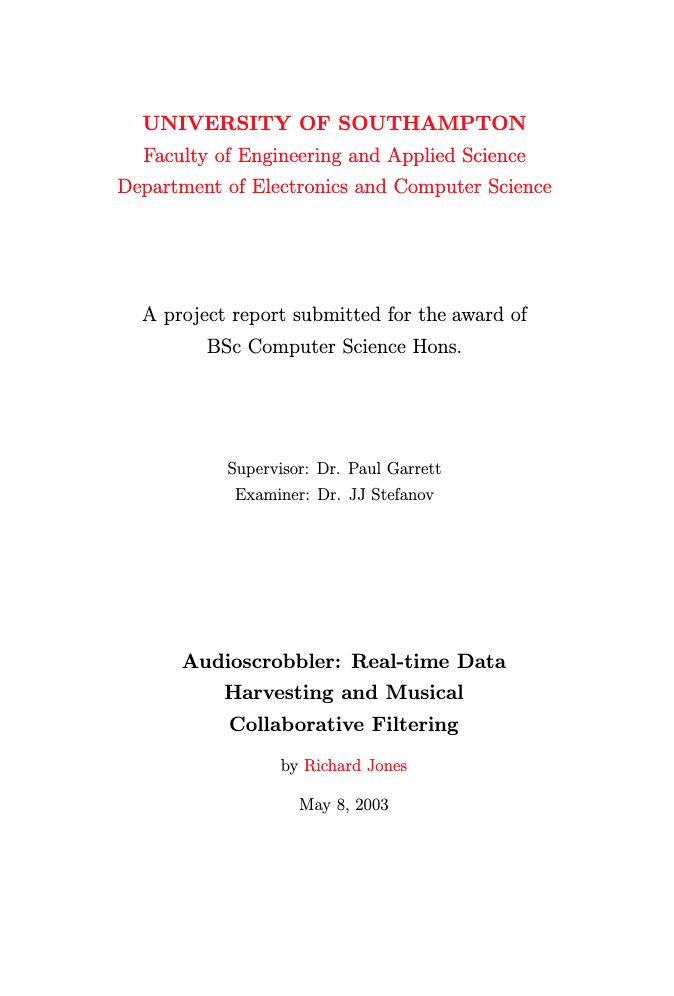 UNIVERSITY OF SOUTHAMPTON
Faculty of Engineering and Applied Science
Department of Electronics and Computer Science
A project report submitted for the award of
BSc Computer Science Hons.
Supervisor: Dr. Paul Garrett
Examiner: Dr. JJ Stefanov
Audioscrobbler: Real-time Data
Harvesting and Musical
Collaborative Filtering
by Richard Jones
May 8, 2003